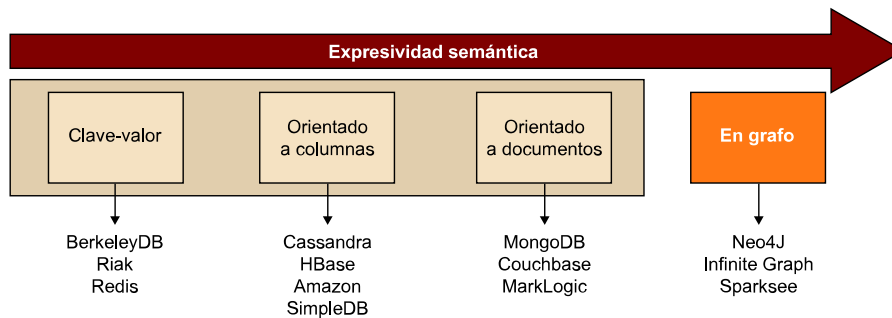 Expresividad semántica
Clave-valor
Orientado
a columnas
Orientado
a documentos
En grafo
BerkeleyDB
Riak
Redis
Cassandra
HBase
Amazon
SimpleDB
MongoDB
Couchbase
MarkLogic
Neo4J
Infinite Graph
Sparksee